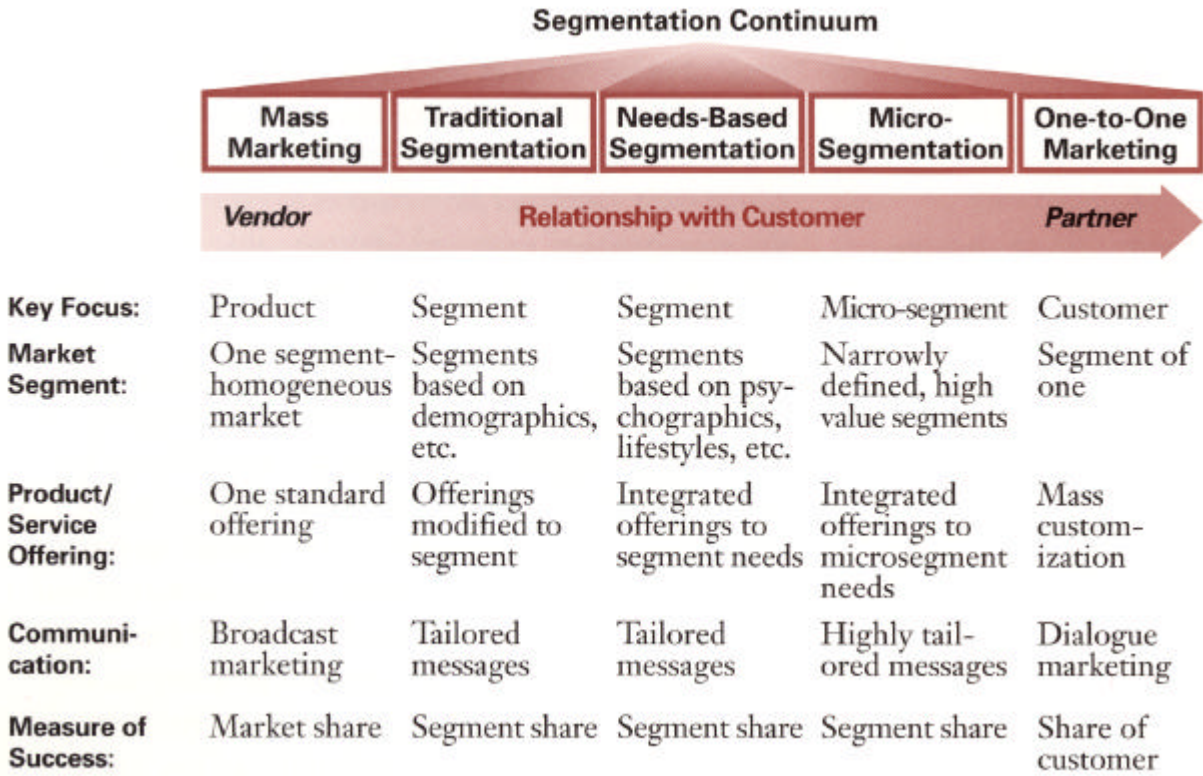 Segmentation Continuum
Mass Marketing
Traditional Segmentation
Needs-Based Segmentation
Micro-Segmentation
One-to-One Marketing
Vendor Relationship with Customer Partner
Key Focus: Product Segment Segment Micro-segment Customer
Market One segment- Segments Segments Narrowly Segment of
Segment: homogeneous based on based on psy- defined, high one
market demographics, chographics, value segments
etc. lifestyles, etc.
Product/ One standard Offerings Integrated Integrated Mass
Service offering modified to offerings to offerings to custom-
Offering: segment segment needs microsegment ization
needs
Communi- Broadcast Tailored Tailored Highly tail- Dialogue
cation: marketing messages messages ored messages marketing
Measure of Market share Segment share Segment share Segment share Share of
Success: customer